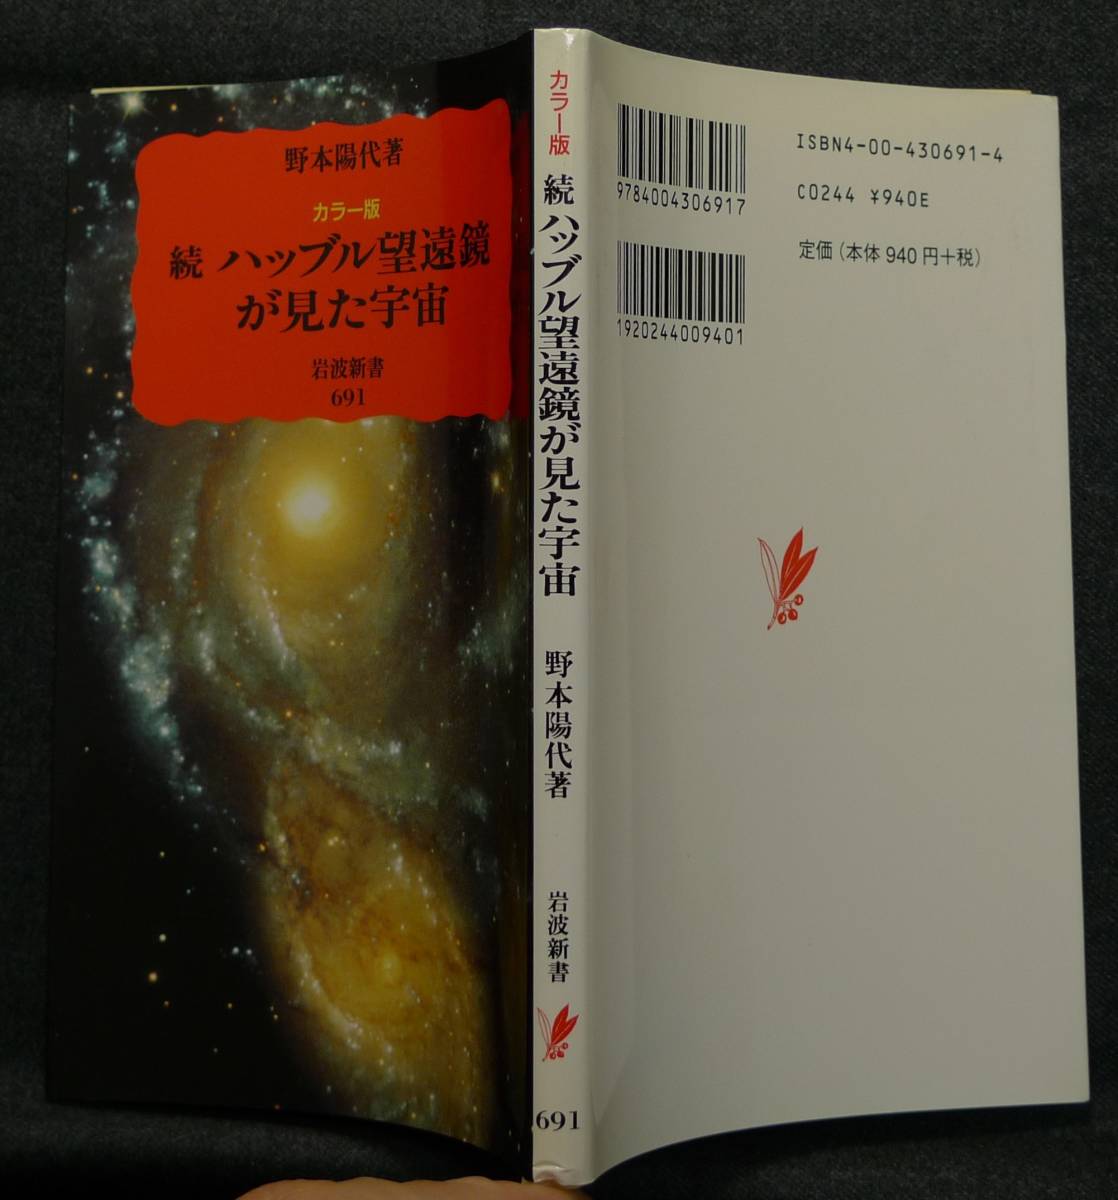 野本陽代著
カラー版
続 ハッブル望遠鏡
が見た宇宙
岩波新書
691
カラー版
続 ハッブル望遠鏡が見た宇宙
野本陽代著
岩波新書
691
9784004306917
1920244009401
ISBN4-00-430691-4
C0244 ¥940E
定価(本体 940円+税)